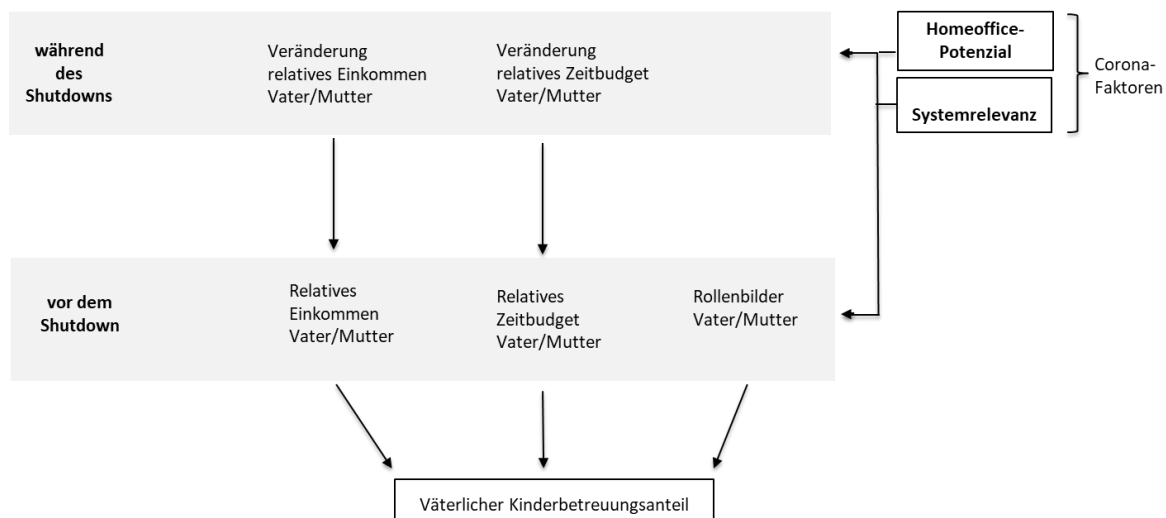 während
des
Shutdowns
Veränderung
relatives Einkommen
Vater/Mutter
Veränderung
relatives Zeitbudget
Vater/Mutter
Homeoffice-
Potenzial
Systemrelevanz
Corona-
Faktoren
vor dem
Shutdown
Relatives
Einkommen
Vater/Mutter
Relatives
Zeitbudget
Vater/Mutter
Rollenbilder
Vater/Mutter
Väterlicher Kinderbetreuungsanteil